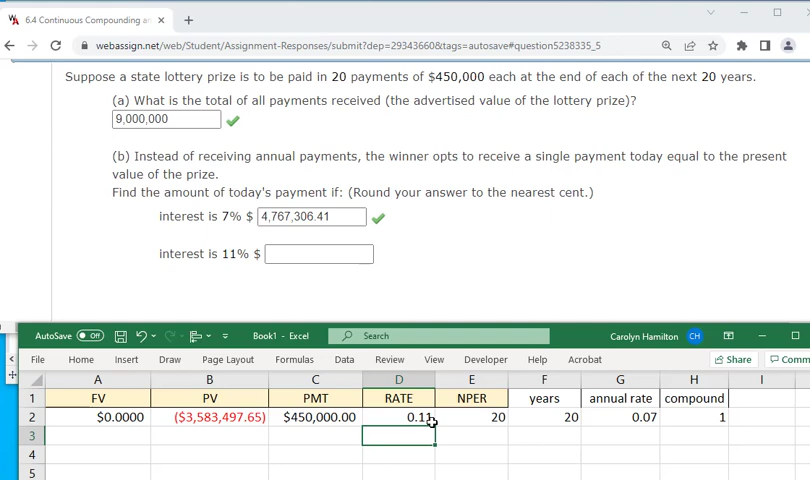 6.4 Continuous Compounding an
webassign.net/web/Student/Assignment-Responses/submit?dep=29343660&tags=autosave#question5238335_5
Suppose a state lottery prize is to be paid in 20 payments of $450,000 each at the end of each of the next 20 years.
(a) What is the total of all payments received (the advertised value of the lottery prize)?
9,000,000
(b) Instead of receiving annual payments, the winner opts to receive a single payment today equal to the present
value of the prize.
Find the amount of today's payment if: (Round your answer to the nearest cent.)
interest is 7% $ 4,767,306.41
interest is 11% $
AutoSave Off Book1 - Excel Search Carolyn Hamilton CH
File Home Insert Draw Page Layout Formulas Data Review View Developer Help Acrobat Share Comm
A B C D E F G H I
1 FV PV PMT RATE NPER years annual rate compound
2 $0.0000 ($3,583,497.65) $450,000.00 0.11 20 20 0.07 1
3
4
5